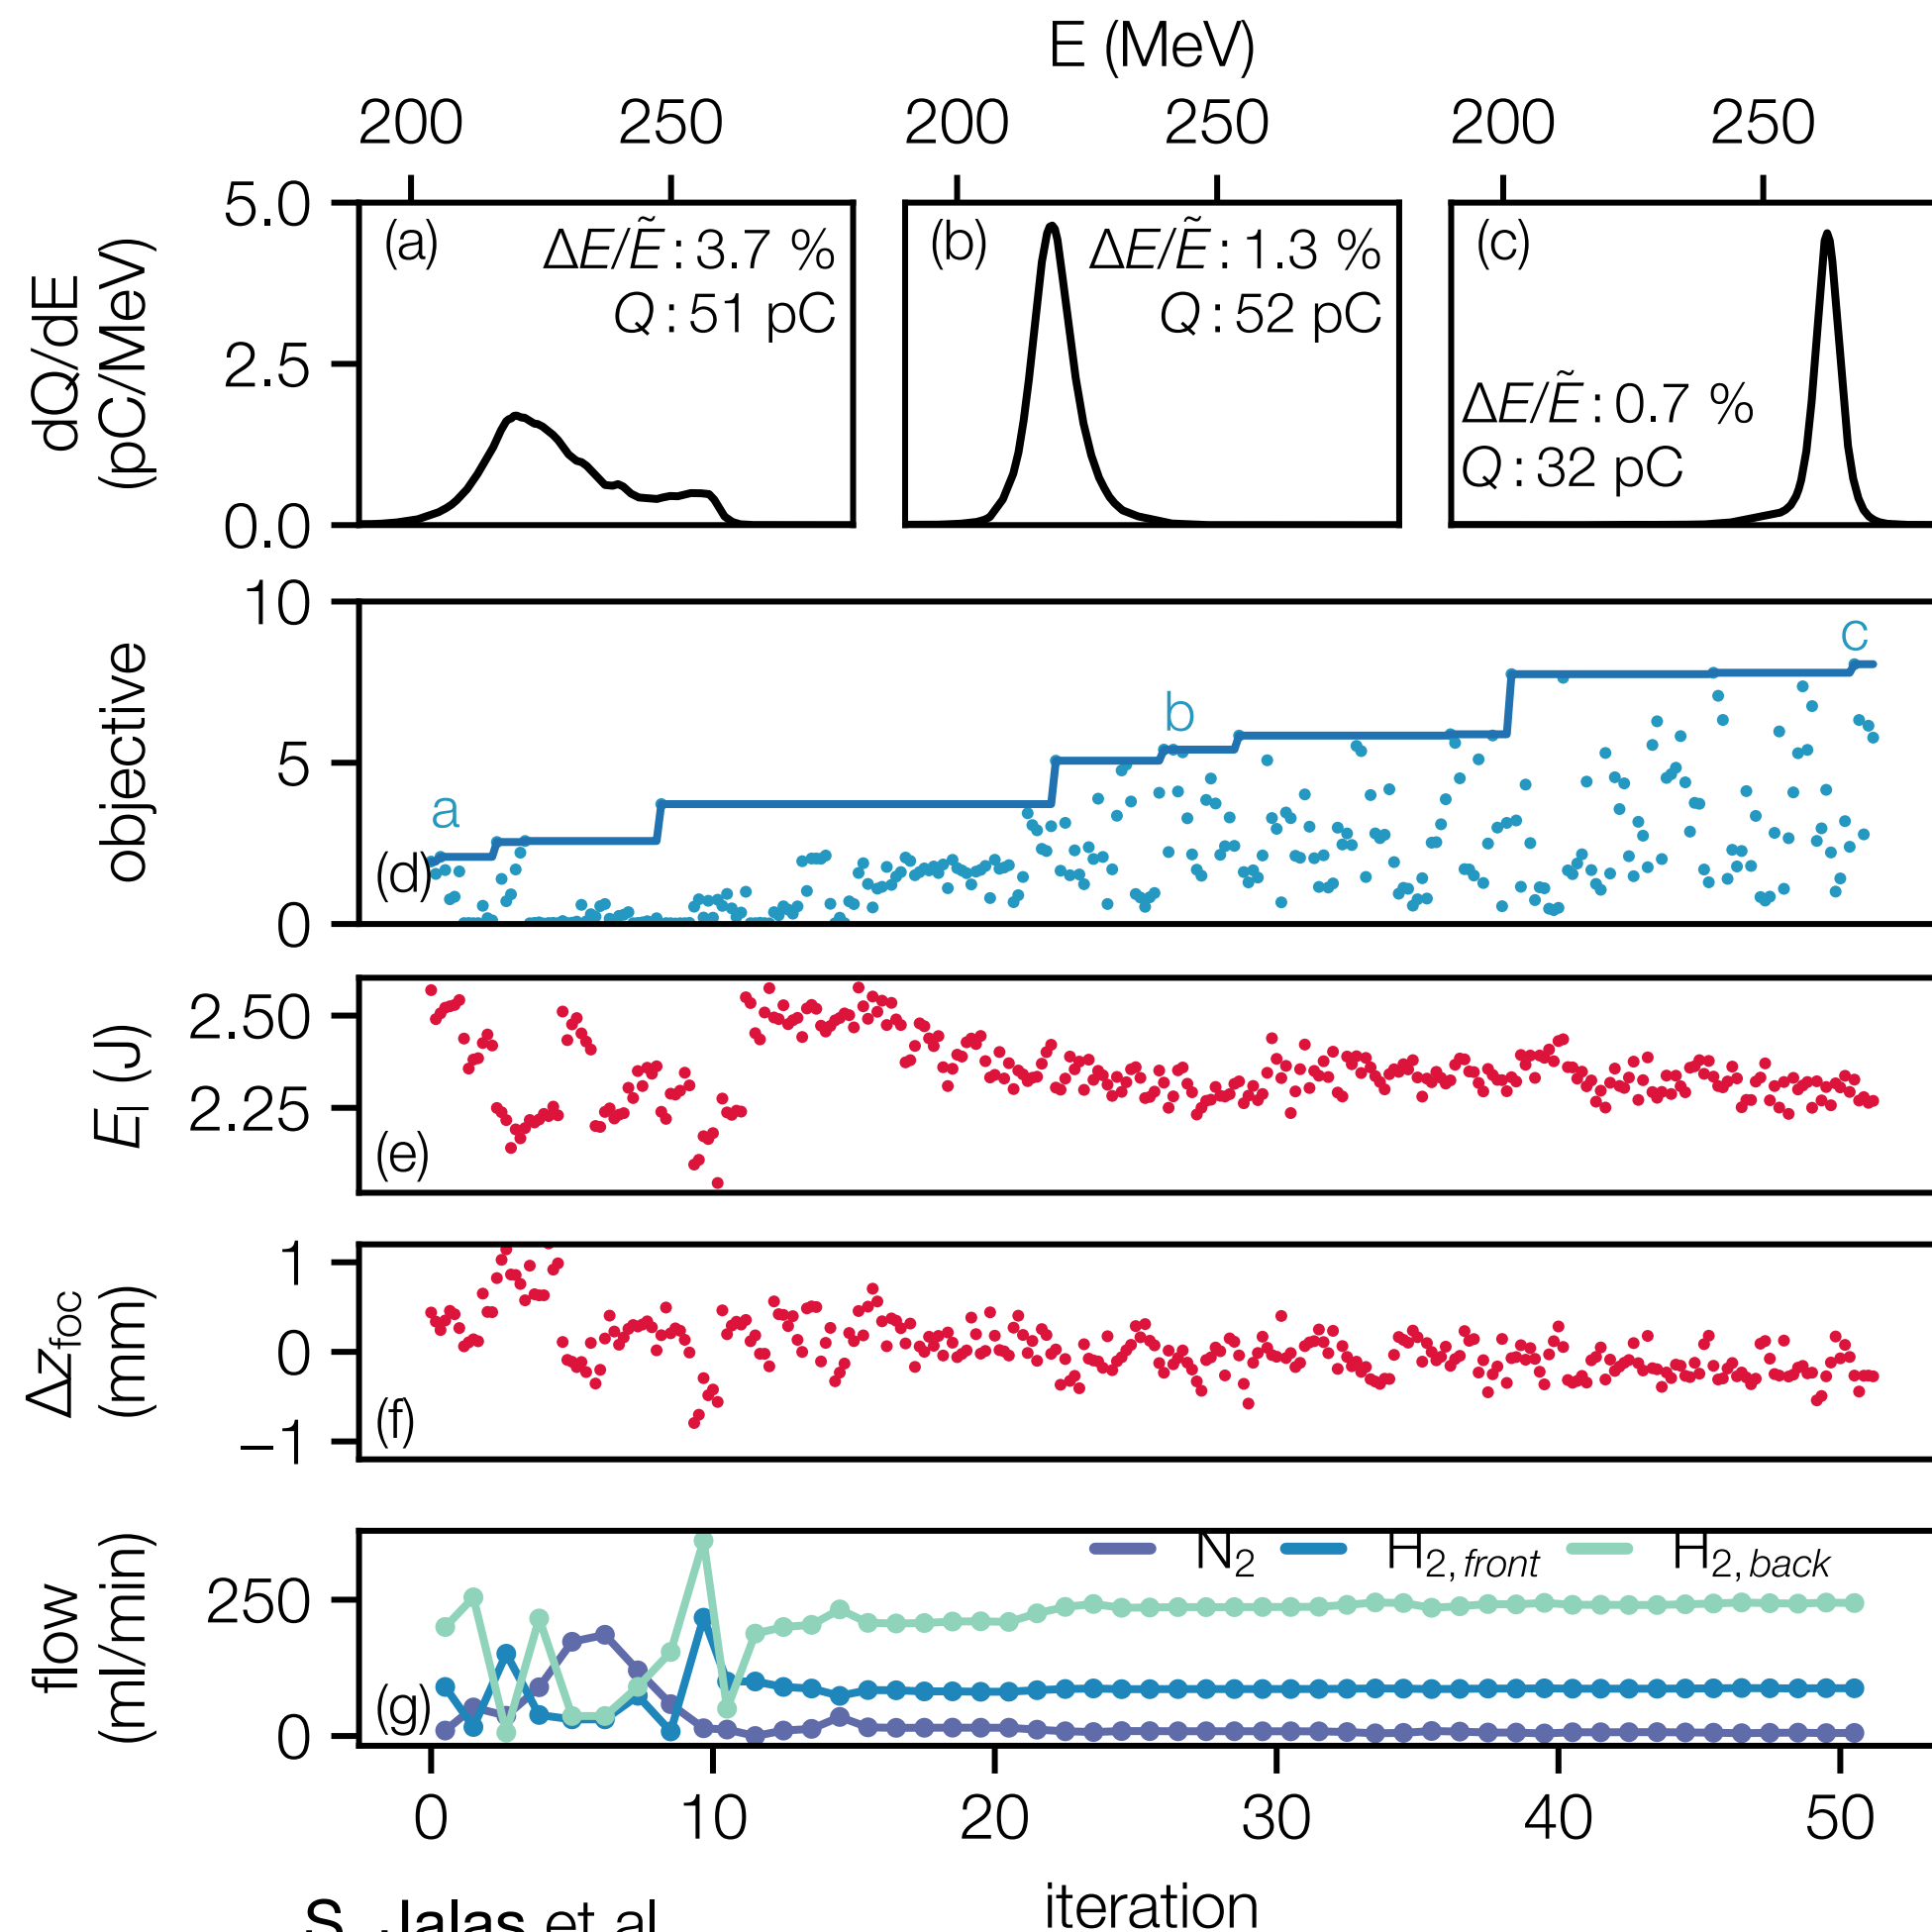 E (MeV)
200 250 200 250 200 250
dQ/dE
(pC/MeV)
5.0
2.5
0.0
(a) ΔE/Ẽ : 3.7 %
Q : 51 pC
(b) ΔE/Ẽ : 1.3 %
Q : 52 pC
(c)
ΔE/Ẽ : 0.7 %
Q : 32 pC
objective
10
5
0
a
b
c
(d)
E_l (J)
2.50
2.25
(e)
Δz_foc
(mm)
1
0
−1
(f)
flow
(ml/min)
250
0
N₂ H₂, front H₂, back
(g)
0 10 20 30 40 50
iteration
S. Jalas et al